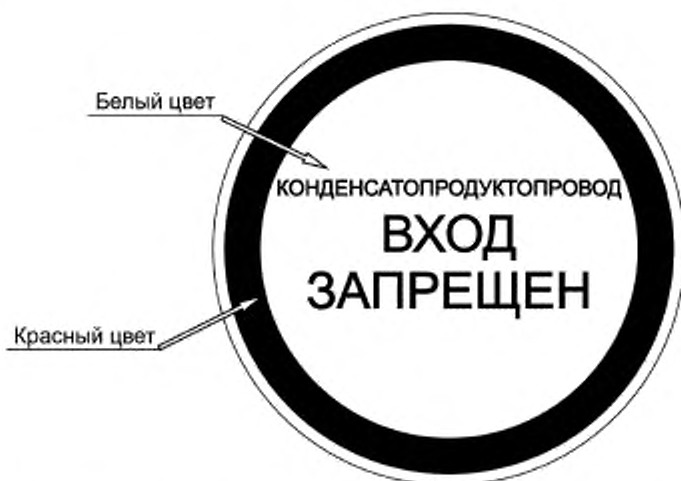 Белый цвет
КОНДЕНСАТОПРОДУКТОПРОВОД
ВХОД
ЗАПРЕЩЕН
Красный цвет